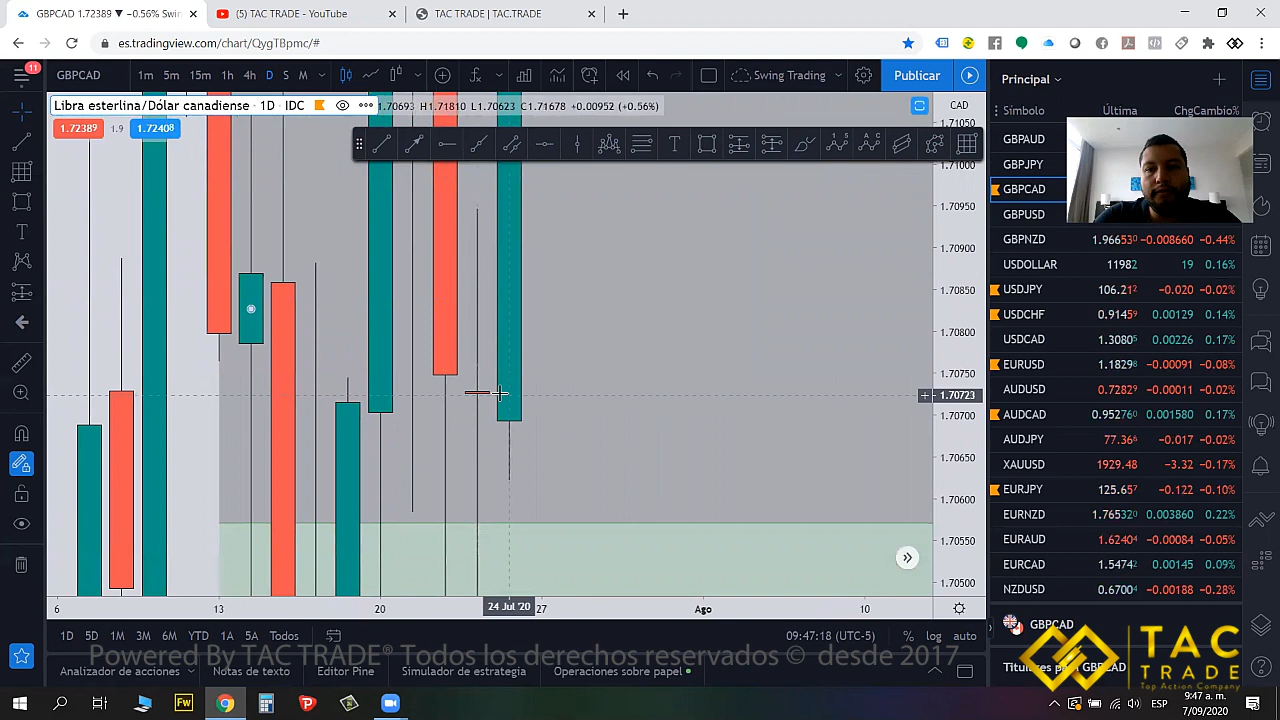 GBPCAD 1.72389 ▼ −0.56% Swin
(5) TAC TRADE - YouTube
TAC TRADE | TAC.TRADE
es.tradingview.com/chart/QygTBpmc/#
11
GBPCAD
1m 5m 15m 1h 4h D S M
Swing Trading
Publicar
Libra esterlina/Dólar canadiense · 1D · IDC
1.70693 H1.71810 L1.70623 C1.71678 +0.00952 (+0.56%)
1.72389 1.9 1.72408
CAD
1.71050
1.71000
1.70950
1.70900
1.70850
1.70800
1.70750
1.70723
1.70700
1.70650
1.70600
1.70550
1.70500
6 13 20 24 Jul '20 27 Ago 10
1D 5D 1M 3M 6M YTD 1A 5A Todos
09:47:18 (UTC-5) % log auto
Analizador de acciones Notas de texto Editor Pine Simulador de estrategia Operaciones sobre papel
Principal
Símbolo Última Chg Cambio%
GBPAUD
GBPJPY
GBPCAD
GBPUSD
GBPNZD 1.96653⁰ −0.008660 −0.44%
USDOLLAR 11982 19 0.16%
USDJPY 106.21² −0.020 −0.02%
USDCHF 0.9145⁹ 0.00129 0.14%
USDCAD 1.3080⁵ 0.00226 0.17%
EURUSD 1.1829⁸ −0.00091 −0.08%
AUDUSD 0.7282⁹ −0.00011 −0.02%
AUDCAD 0.95276⁰ 0.001580 0.17%
AUDJPY 77.36⁶ −0.017 −0.02%
XAUUSD 1929.48 −3.32 −0.17%
EURJPY 125.65⁷ −0.122 −0.10%
EURNZD 1.76532⁰ 0.003860 0.22%
EURAUD 1.6240⁴ −0.00084 −0.05%
EURCAD 1.5474² 0.00145 0.09%
NZDUSD 0.6700⁴ −0.00188 −0.28%
GBPCAD
Titulares para GBPCAD
TAC TRADE
Top Action Company
Powered By TAC TRADE® Todos los derechos reservados © desde 2017
Fw
ESP
9:47 a. m.
7/09/2020